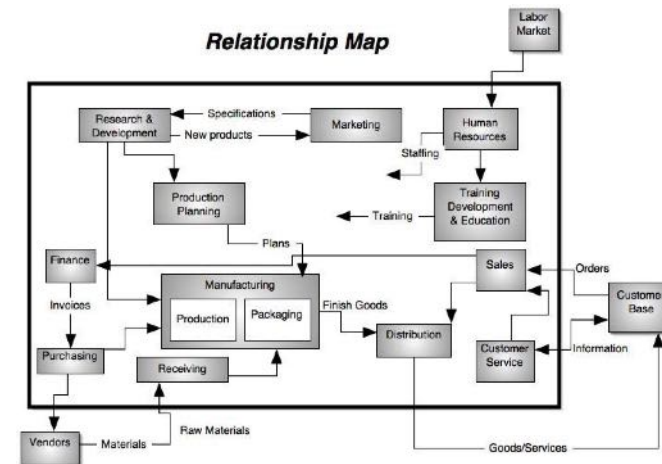 Relationship Map
Labor
Market
Research &
Development
Specifications
New products
Marketing
Human
Resources
Staffing
Production
Planning
Training
Training
Development
& Education
Plans
Finance
Sales
Orders
Invoices
Manufacturing
Production
Packaging
Finish Goods
Distribution
Customer
Base
Purchasing
Receiving
Customer
Service
Information
Vendors
Materials
Raw Materials
Goods/Services